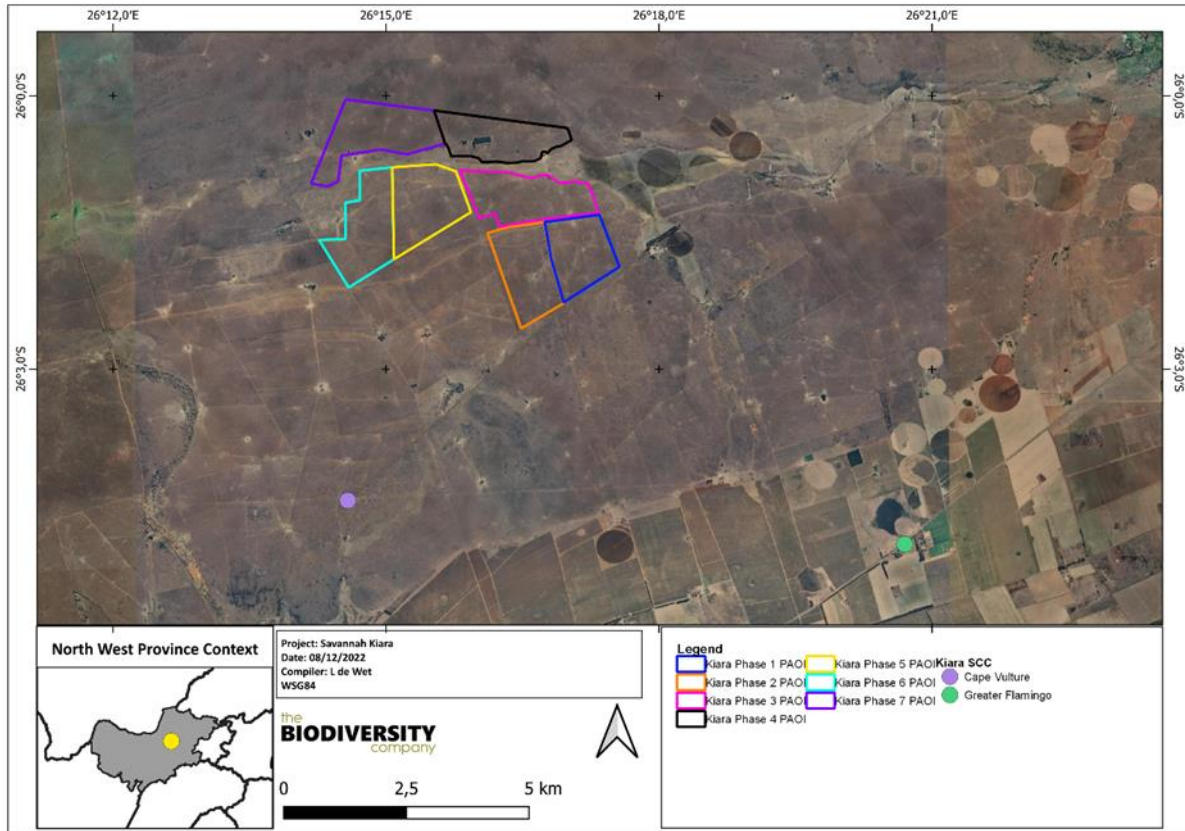 26°12,0'E
26°15,0'E
26°18,0'E
26°21,0'E
26°0,0'S
26°0,0'S
26°3,0'S
26°3,0'S
North West Province Context
Project: Savannah Kiara
Date: 08/12/2022
Compiler: L de Wet
WSG84
the
BIODIVERSITY
company
0 2,5 5 km
Legend
Kiara Phase 1 PAOI
Kiara Phase 2 PAOI
Kiara Phase 3 PAOI
Kiara Phase 4 PAOI
Kiara Phase 5 PAOI
Kiara Phase 6 PAOI
Kiara Phase 7 PAOI
Kiara SCC
Cape Vulture
Greater Flamingo